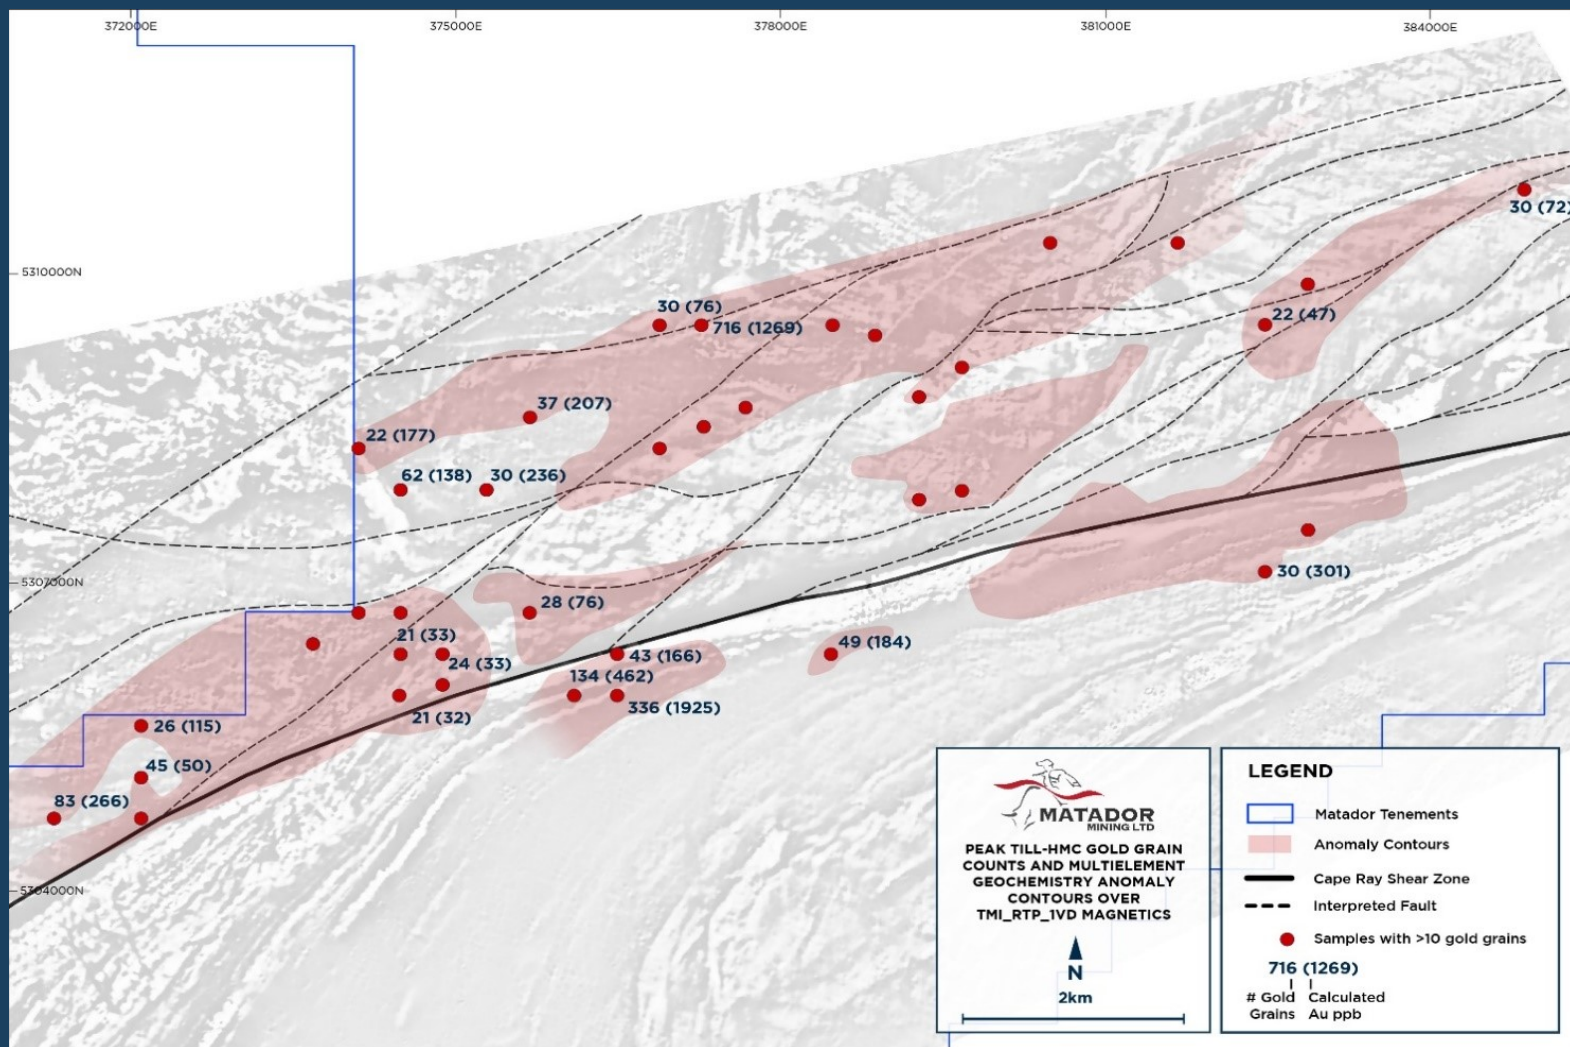 372000E
375000E
378000E
381000E
384000E
30 (72)
5310000N
30 (76)
716 (1269)
22 (47)
37 (207)
22 (177)
62 (138)
30 (236)
5307000N
30 (301)
28 (76)
21 (33)
24 (33)
43 (166)
49 (184)
134 (462)
336 (1925)
21 (32)
26 (115)
45 (50)
83 (266)
5304000N
MATADOR
MINING LTD
PEAK TILL-HMC GOLD GRAIN
COUNTS AND MULTIELEMENT
GEOCHEMISTRY ANOMALY
CONTOURS OVER
TMI_RTP_1VD MAGNETICS
N
2km
LEGEND
Matador Tenements
Anomaly Contours
Cape Ray Shear Zone
Interpreted Fault
Samples with >10 gold grains
716 (1269)
# Gold Calculated
Grains Au ppb